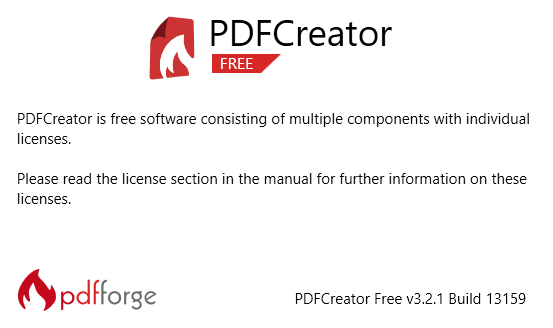 PDFCreator
FREE
PDFCreator is free software consisting of multiple components with individual
licenses.
Please read the license section in the manual for further information on these
licenses.
pdfforge
PDFCreator Free v3.2.1 Build 13159